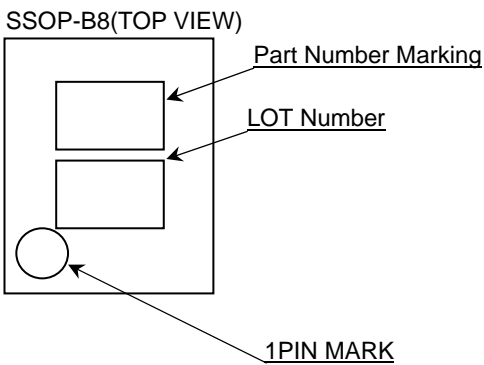 SSOP-B8(TOP VIEW)
Part Number Marking
LOT Number
1PIN MARK